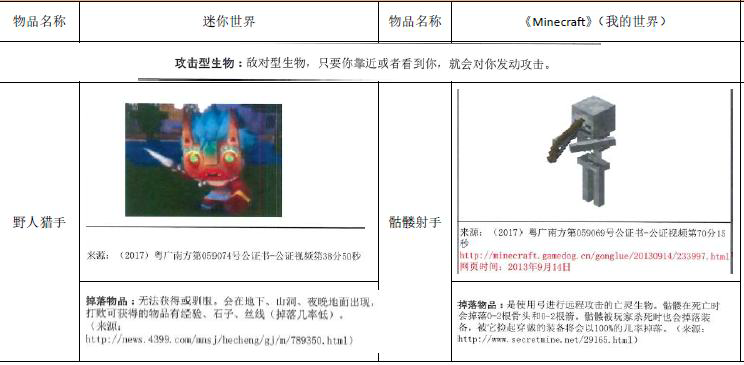 物品名称 迷你世界 物品名称 《Minecraft》（我的世界）
攻击型生物：敌对型生物，只要你靠近或者看到你，就会对你发动攻击。
野人猎手
来源：（2017）粤广南方第059074号公证书-公证视频第38分50秒
掉落物品：无法获得或驯服。会在地下、山洞、夜晚地面出现，
打败可获得的物品有经验、石子、丝线（掉落几率低）。
（来源：
http://news.4399.com/mnsj/hecheng/gj/m/789350.html）
骷髅射手
来源：（2017）粤广南方第059069号公证书-公证视频第70分15
秒
http://minecraft.gamedog.cn/gonglue/20130914/233997.html
网页时间：2013年9月14日
掉落物品：是使用弓进行远程攻击的亡灵生物。骷髅在死亡时
会掉落0-2根骨头和0-2根箭。骷髅被玩家杀死时也会掉落装
备，被它捡起穿戴的装备将会以100%的几率掉落。（来源：
http://www.secretmine.net/29165.html）